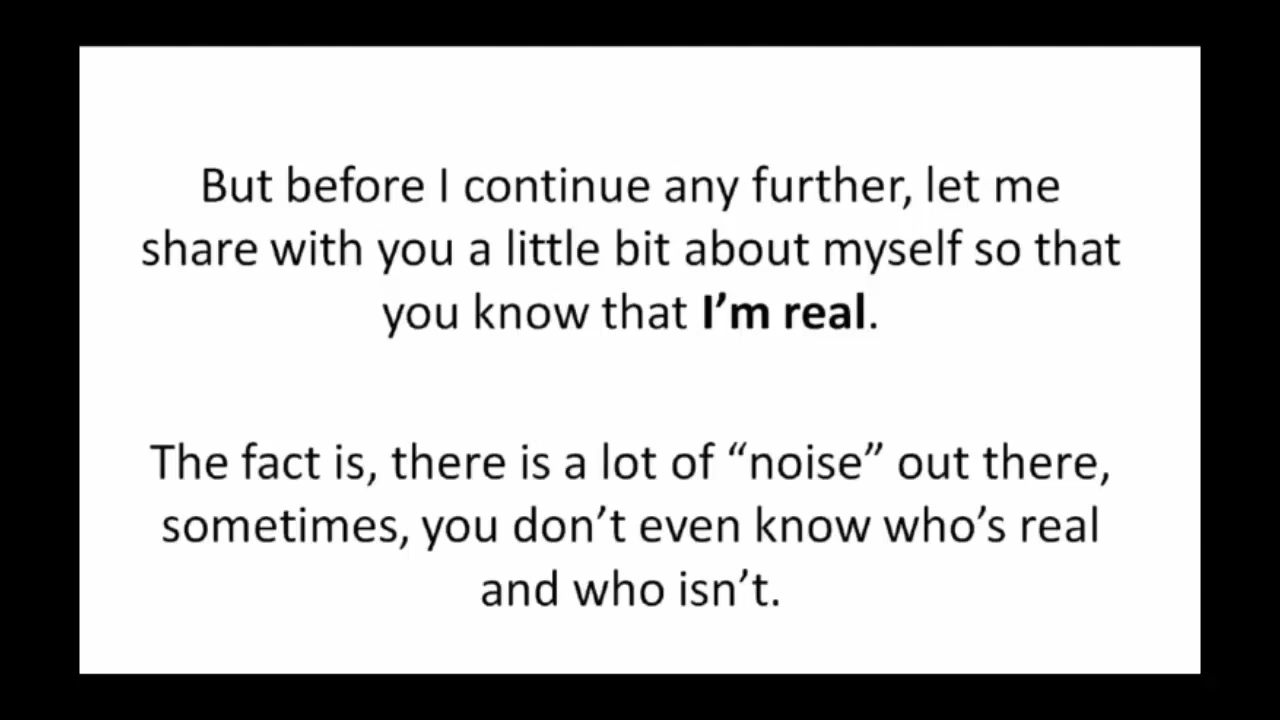 But before I continue any further, let me
share with you a little bit about myself so that
you know that I’m real.
The fact is, there is a lot of “noise” out there,
sometimes, you don’t even know who’s real
and who isn’t.